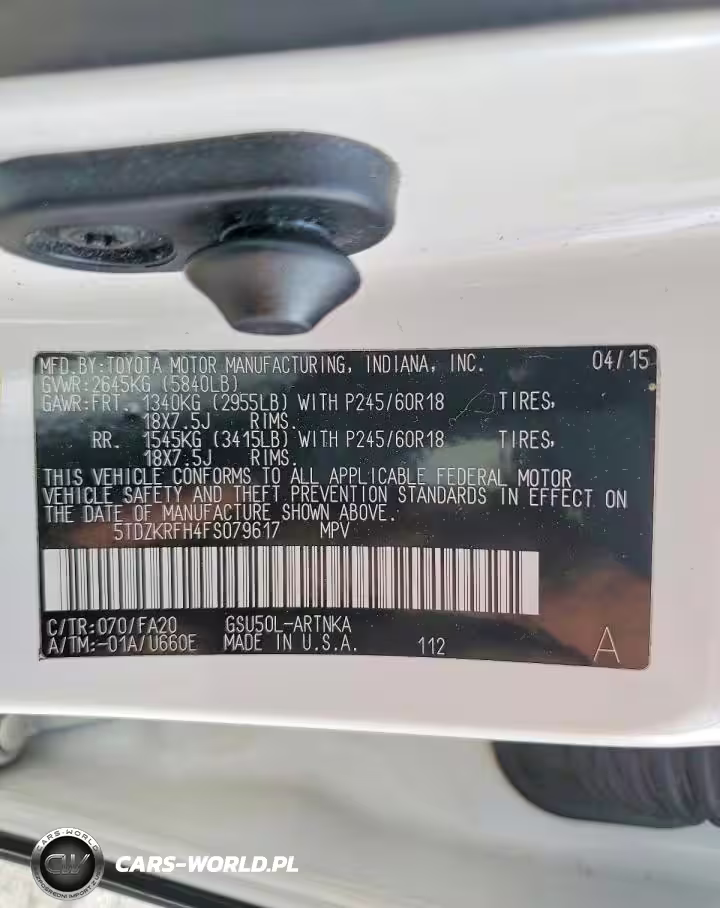 MFD.BY:TOYOTA MOTOR MANUFACTURING, INDIANA, INC. 04/15
GVWR:2645KG (5840LB)
GAWR:FRT. 1340KG (2955LB) WITH P245/60R18 TIRES,
18X7.5J RIMS.
RR. 1545KG (3415LB) WITH P245/60R18 TIRES,
18X7.5J RIMS.
THIS VEHICLE CONFORMS TO ALL APPLICABLE FEDERAL MOTOR
VEHICLE SAFETY AND THEFT PREVENTION STANDARDS IN EFFECT ON
THE DATE OF MANUFACTURE SHOWN ABOVE.
5TDZKRFH4FS079617 MPV
C/TR:070/FA20 GSU50L-ARTNKA
A/TM:-01A/U660E MADE IN U.S.A. 112 A
CARS-WORLD
CW
CARS-WORLD.PL